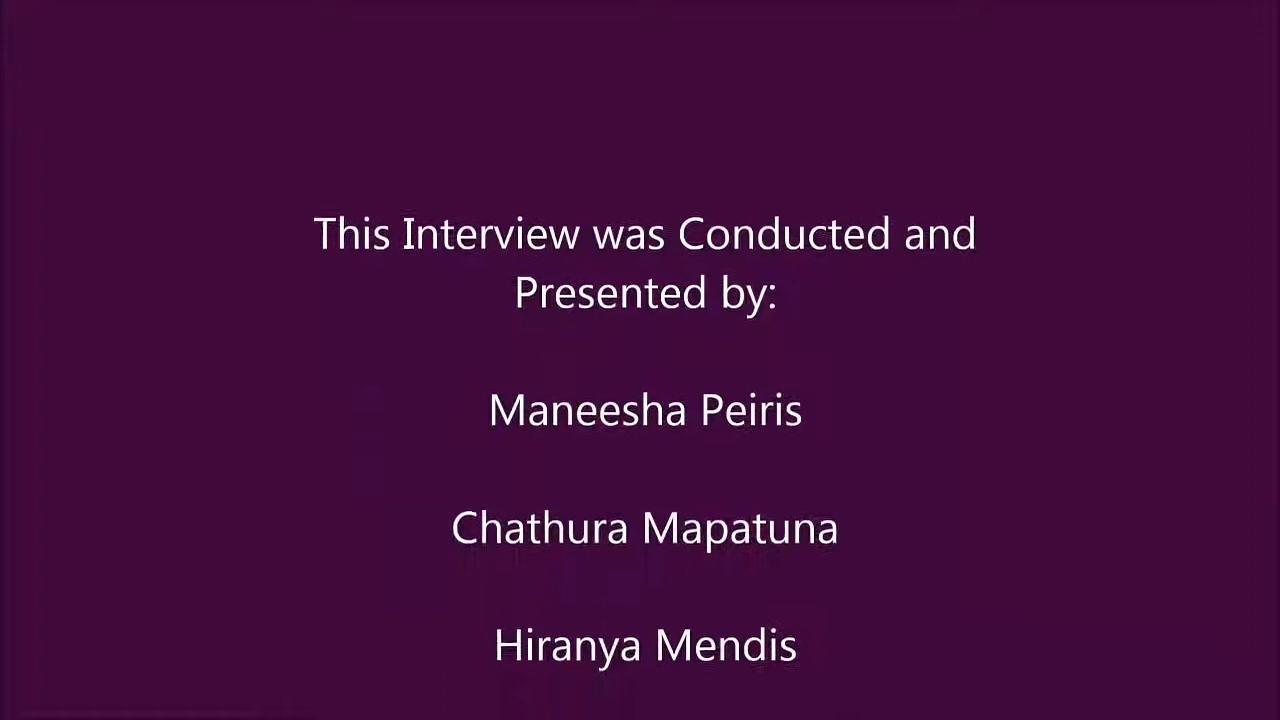 This Interview was Conducted and
Presented by:
Maneesha Peiris
Chathura Mapatuna
Hiranya Mendis